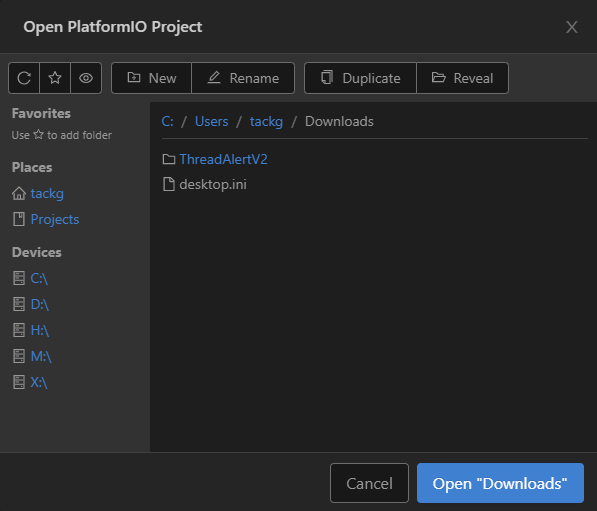 Open PlatformIO Project
New Rename Duplicate Reveal
Favorites
Use to add folder
Places
tackg
Projects
Devices
C:\
D:\
H:\
M:\
X:\
C: / Users / tackg / Downloads
ThreadAlertV2
desktop.ini
Cancel Open "Downloads"